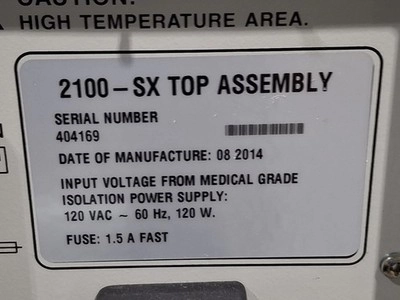 CAUTION:
HIGH TEMPERATURE AREA.
2100-SX TOP ASSEMBLY
SERIAL NUMBER
404169
DATE OF MANUFACTURE: 08 2014
INPUT VOLTAGE FROM MEDICAL GRADE
ISOLATION POWER SUPPLY:
120 VAC ~ 60 Hz, 120 W.
FUSE: 1.5 A FAST